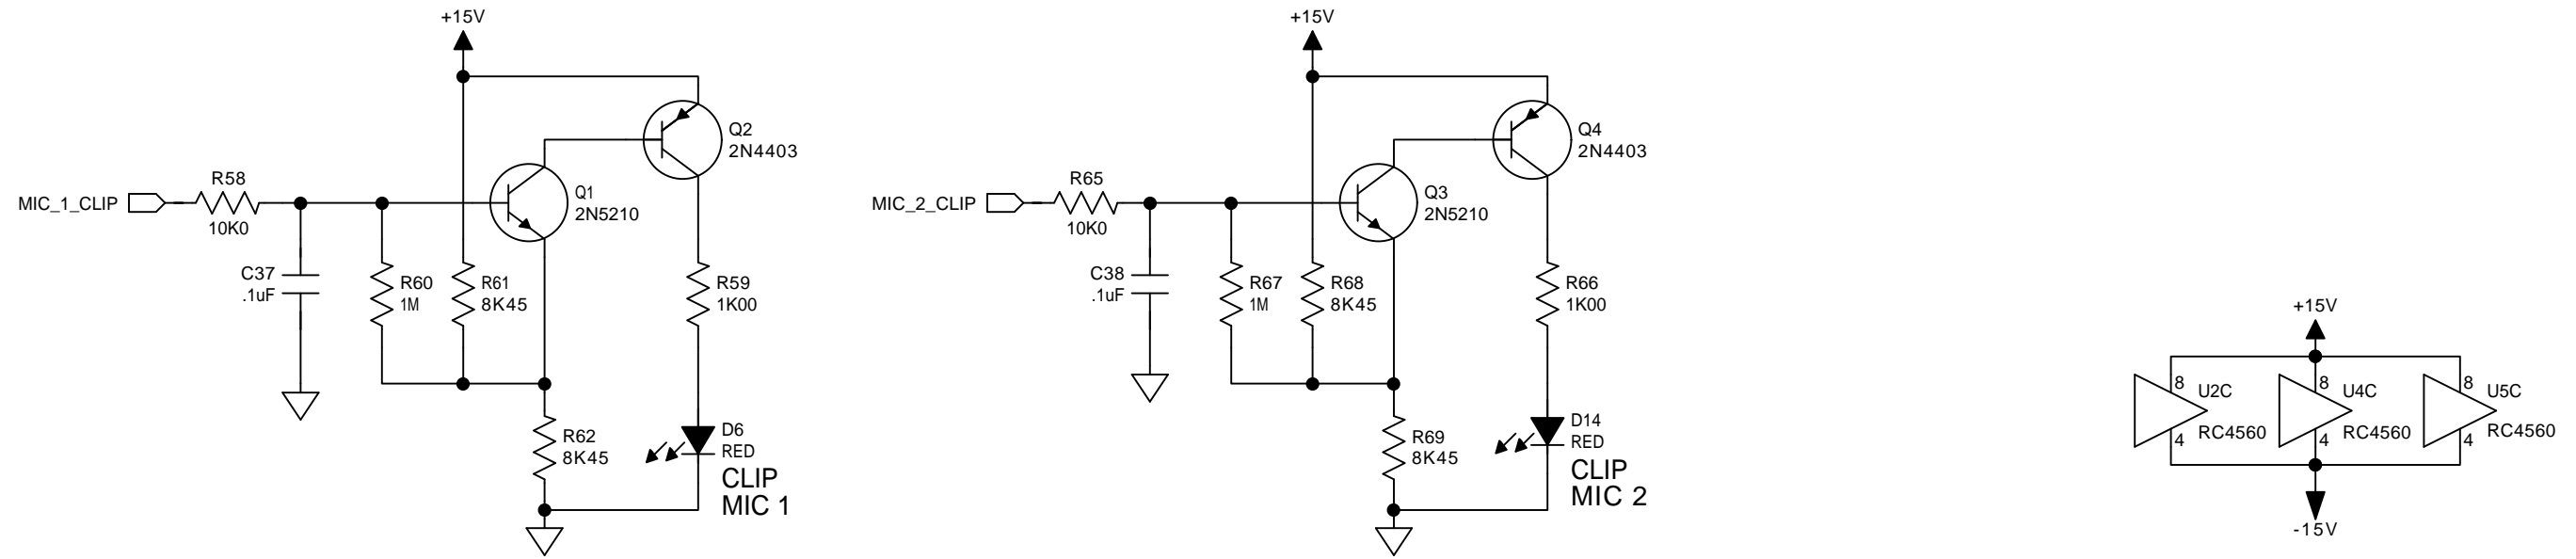 +15V
Q2
2N4403
R58
MIC_1_CLIP
10K0
Q1
2N5210
C37
.1uF
R60
1M
R61
8K45
R59
1K00
R62
8K45
D6
RED
CLIP
MIC 1
+15V
Q4
2N4403
R65
MIC_2_CLIP
10K0
Q3
2N5210
C38
.1uF
R67
1M
R68
8K45
R66
1K00
R69
8K45
D14
RED
CLIP
MIC 2
+15V
8
U2C
RC4560
4
8
U4C
RC4560
4
8
U5C
RC4560
4
-15V